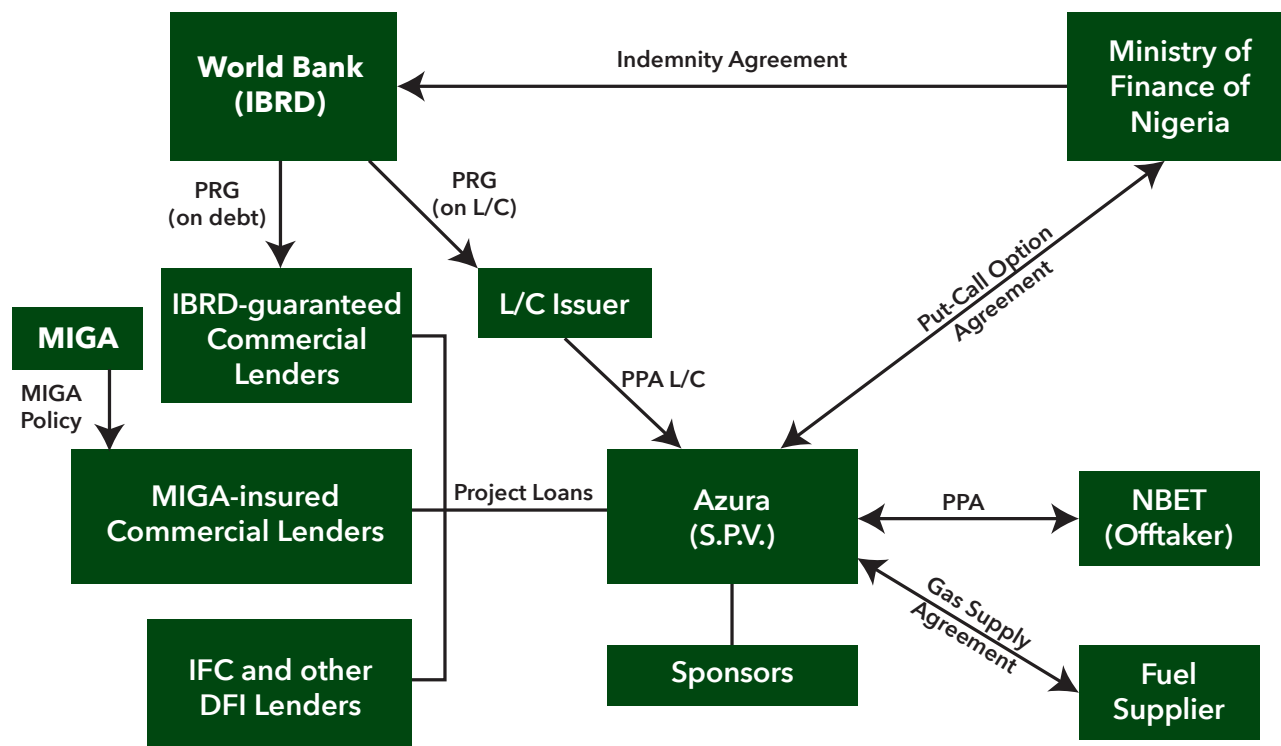 World Bank
(IBRD)
Indemnity Agreement
Ministry of
Finance of
Nigeria
PRG
(on debt)
PRG
(on L/C)
Put-Call Option
Agreement
IBRD-guaranteed
Commercial
Lenders
L/C Issuer
MIGA
MIGA
Policy
PPA L/C
MIGA-insured
Commercial Lenders
Project Loans
Azura
(S.P.V.)
PPA
NBET
(Offtaker)
Gas Supply
Agreement
IFC and other
DFI Lenders
Sponsors
Fuel
Supplier